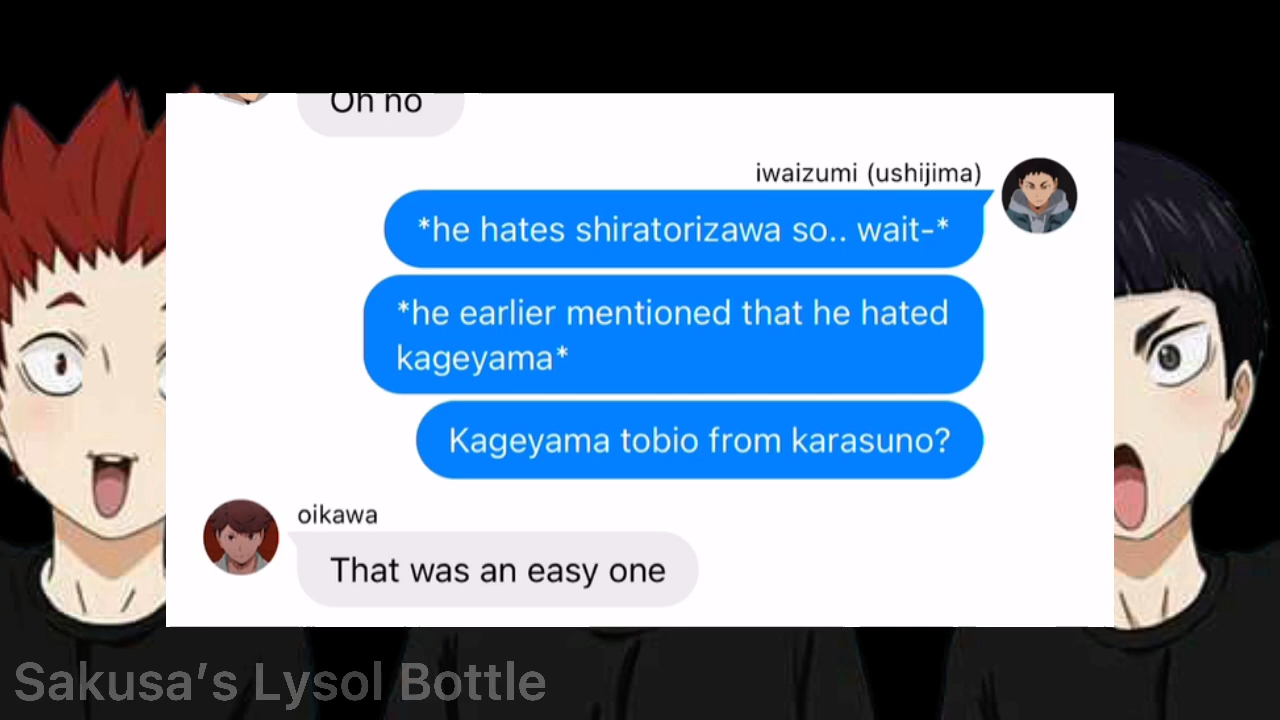 Oh no
iwaizumi (ushijima)
*he hates shiratorizawa so.. wait-*
*he earlier mentioned that he hated
kageyama*
Kageyama tobio from karasuno?
oikawa
That was an easy one
Sakusa’s Lysol Bottle